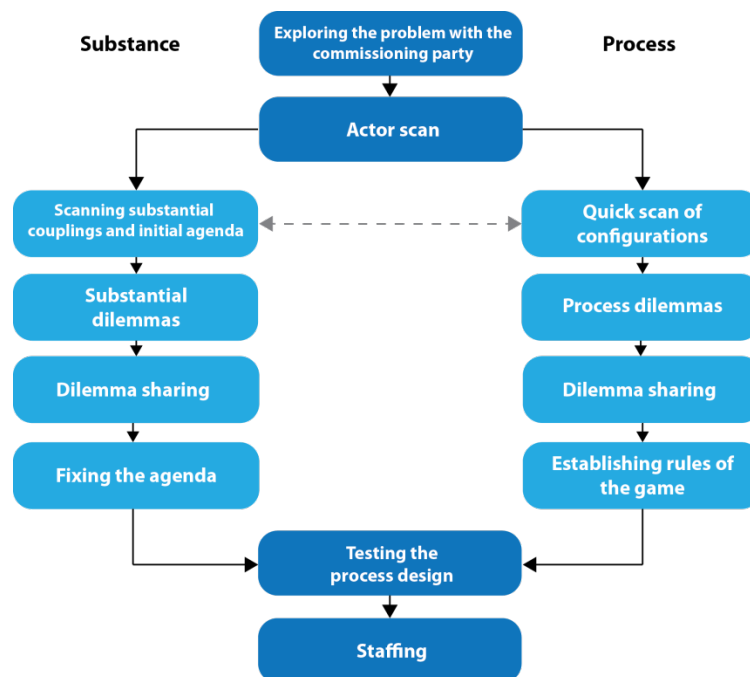 Substance
Exploring the problem with the
commissioning party
Process
Actor scan
Scanning substantial
couplings and initial agenda
Quick scan of
configurations
Substantial
dilemmas
Process dilemmas
Dilemma sharing
Dilemma sharing
Fixing the agenda
Establishing rules of
the game
Testing the
process design
Staffing